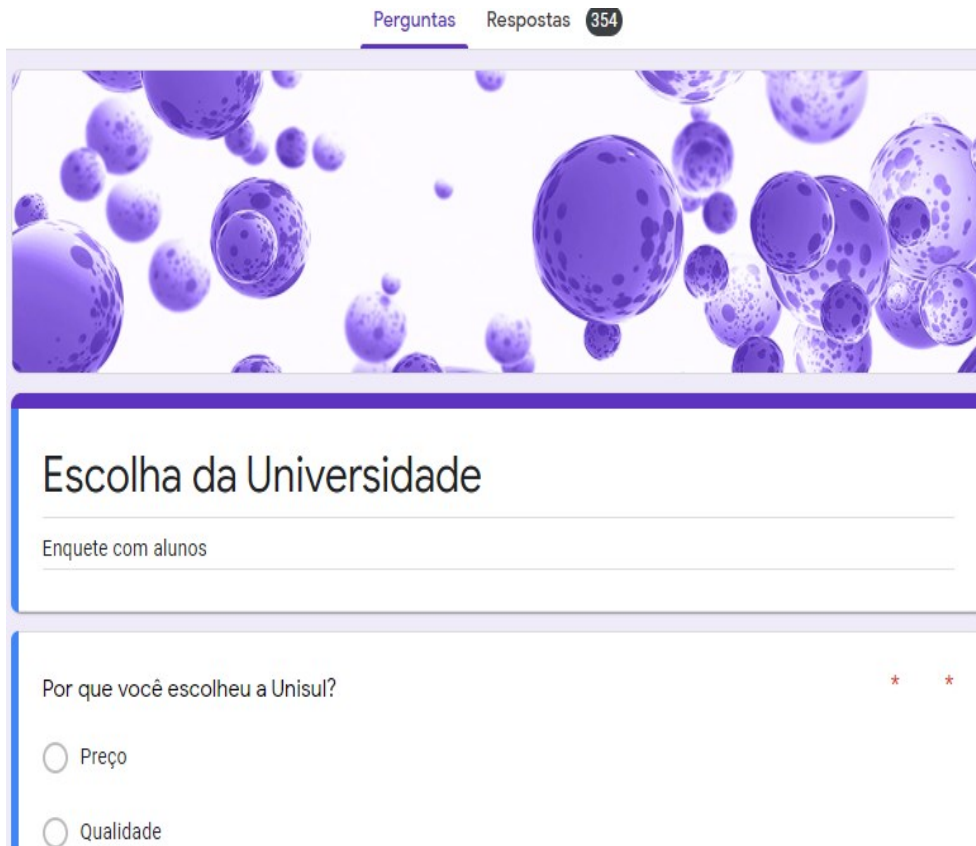 Perguntas Respostas 354
Escolha da Universidade
Enquete com alunos
Por que você escolheu a Unisul? * *
Preço
Qualidade